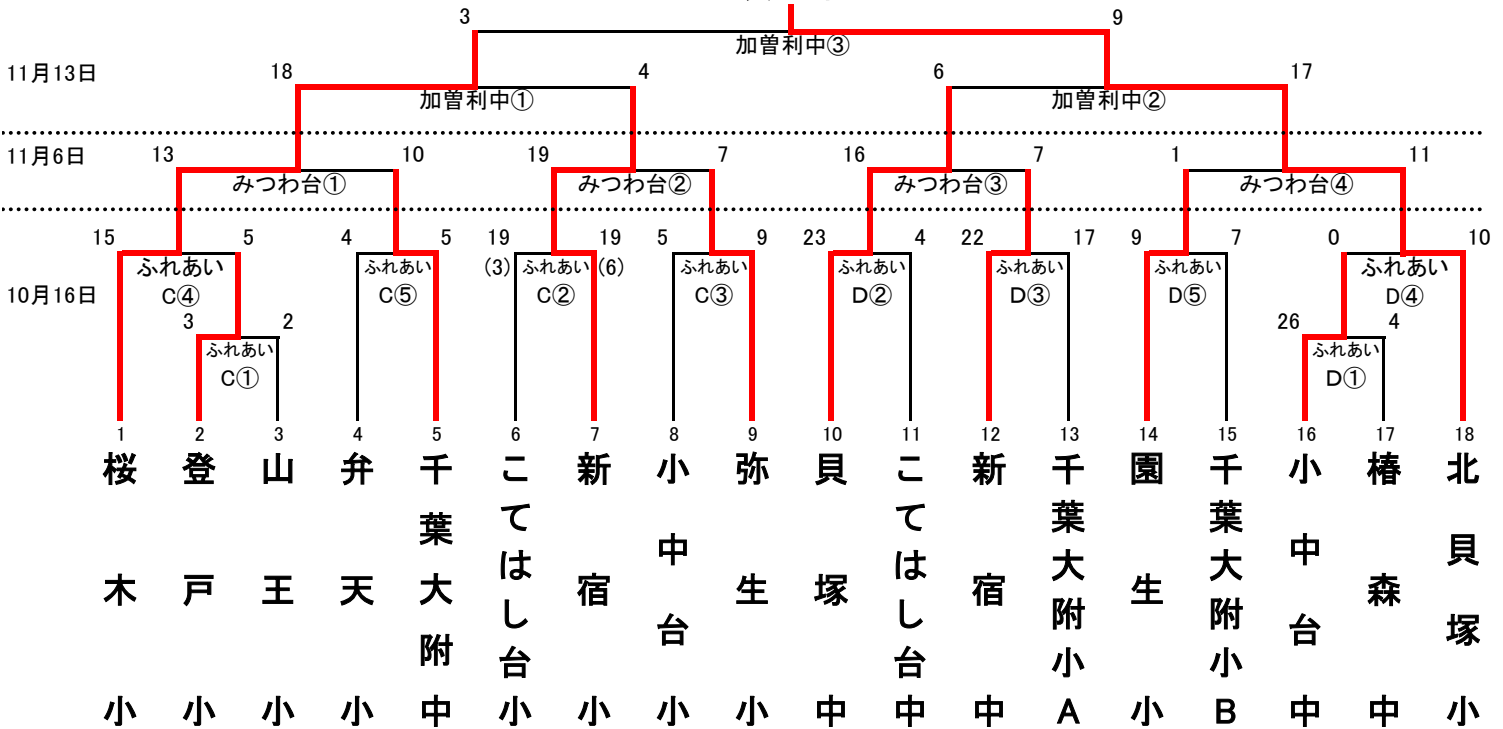 3 9
加曽利中③
11月13日 18 4 6 17
加曽利中① 加曽利中②
11月6日 13 10 19 7 16 7 1 11
みつわ台① みつわ台② みつわ台③ みつわ台④
15 5 4 5 19 19 5 9 23 4 22 17 9 7 0 10
ふれあい ふれあい (3) ふれあい (6) ふれあい ふれあい ふれあい ふれあい ふれあい
10月16日 C④ C⑤ C② C③ D② D③ D⑤ D④
3 2 26 4
ふれあい ふれあい
C① D①
1 2 3 4 5 6 7 8 9 10 11 12 13 14 15 16 17 18
桜木小
登戸小
山王小
弁天小
千葉大附中
こてはし台小
新宿小
小中台小
弥生小
貝塚中
こてはし台中
新宿中
千葉大附小A
園生小
千葉大附小B
小中台中
椿森中
北貝塚小